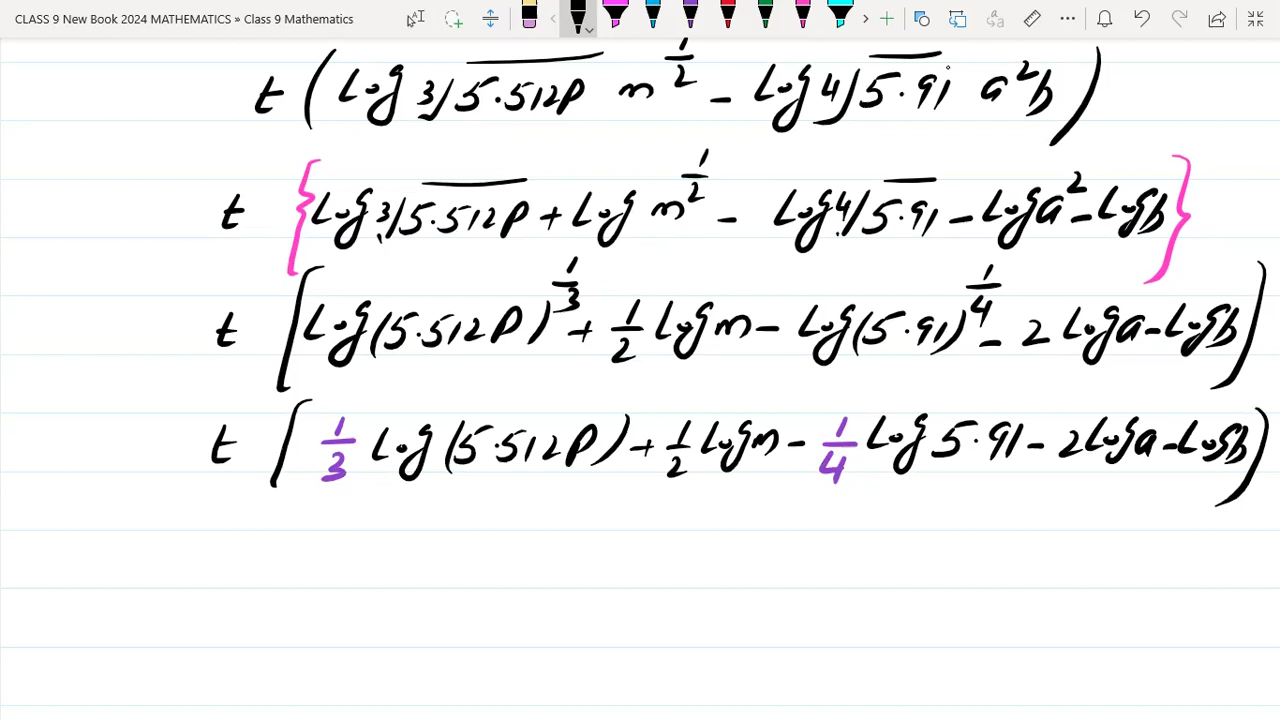 CLASS 9 New Book 2024 MATHEMATICS » Class 9 Mathematics
t (log ∛(5.512P) m^(1/2) - log ∜(5.91) a²b)
t {log ∛(5.512P) + log m^(1/2) - log ∜(5.91) - log a² - log b}
t [log (5.512P)^(1/3) + 1/2 log m - log (5.91)^(1/4) - 2 log a - log b)
t [1/3 log (5.512P) + 1/2 log m - 1/4 log 5.91 - 2 log a - log b)